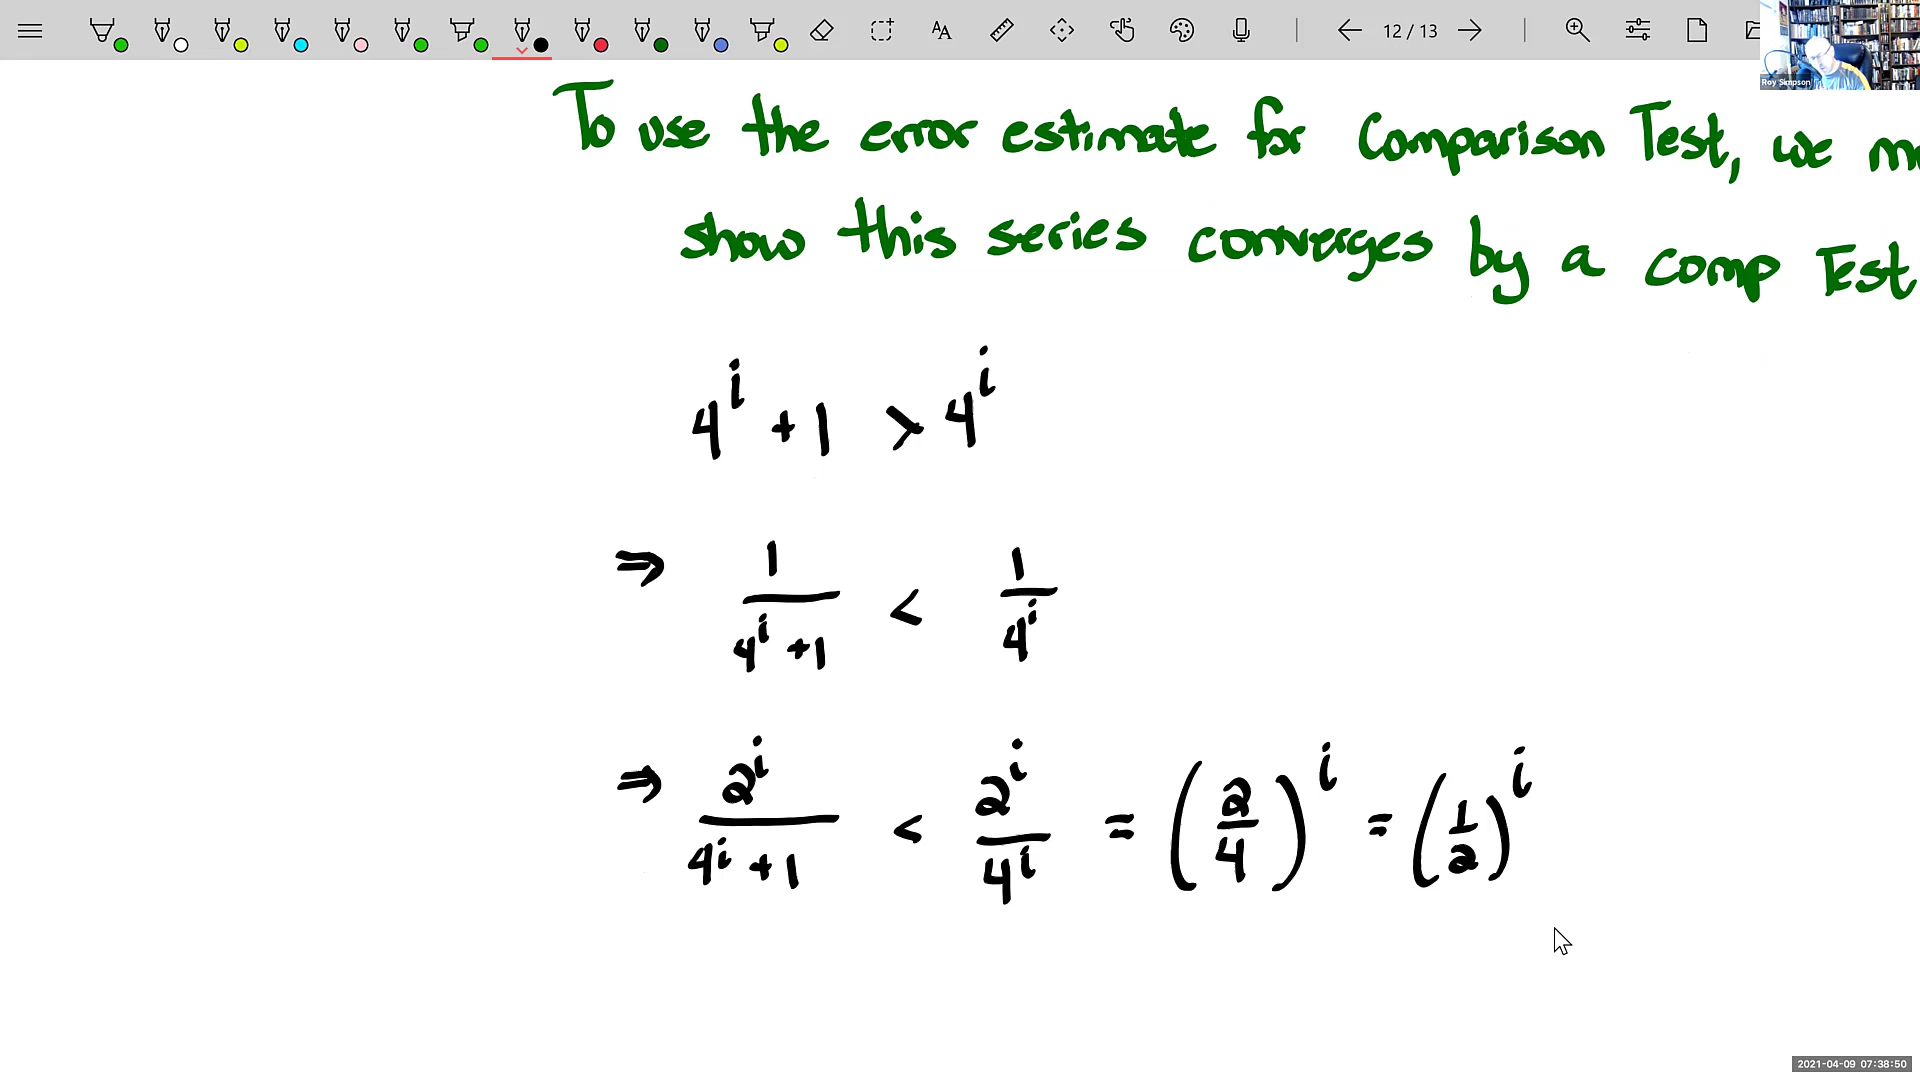 12 / 13
Roy Simpson
To use the error estimate for Comparison Test, we
show this series converges by a comp Test
4^i + 1 > 4^i
⇒ 1/(4^i + 1) < 1/4^i
⇒ 2^i/(4^i + 1) < 2^i/4^i = (2/4)^i = (1/2)^i
2021-04-09 07:38:50